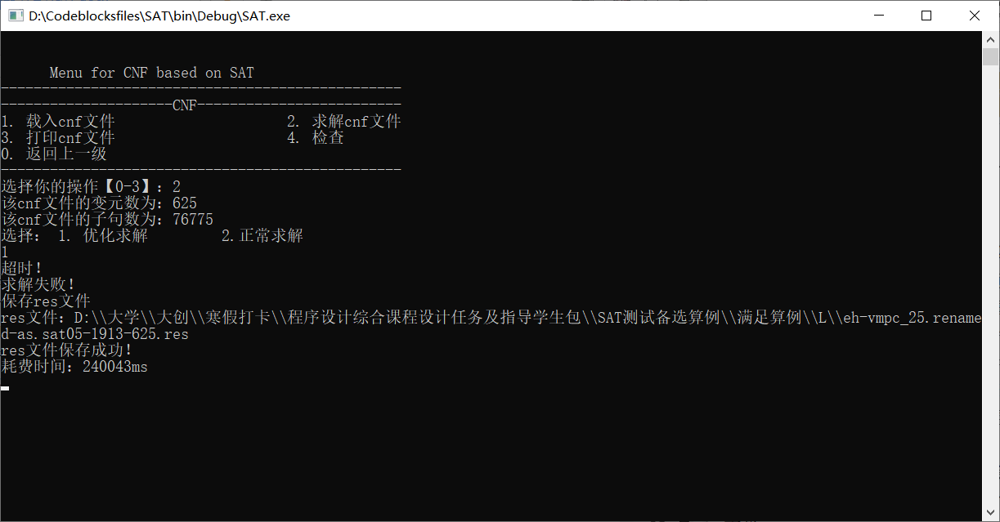 D:\Codeblocksfiles\SAT\bin\Debug\SAT.exe
Menu for CNF based on SAT
-------------------------------------------------
---------------------CNF-------------------------
1. 载入cnf文件                     2. 求解cnf文件
3. 打印cnf文件                     4. 检查
0. 返回上一级
-------------------------------------------------
选择你的操作【0-3】：2
该cnf文件的变元数为：625
该cnf文件的子句数为：76775
选择： 1. 优化求解         2.正常求解
1
超时！
求解失败！
保存res文件
res文件：D:\\大学\\大创\\寒假打卡\\程序设计综合课程设计任务及指导学生包\\SAT测试备选算例\\满足算例\\L\\eh-vmpc_25.rename
d-as.sat05-1913-625.res
res文件保存成功！
耗费时间：240043ms